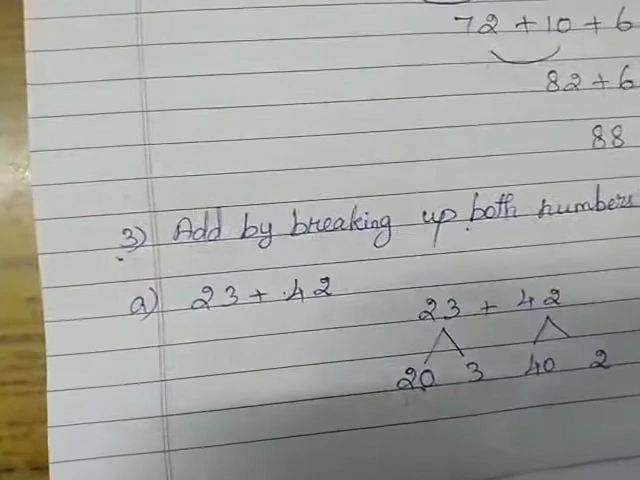 72 + 10 + 6
82 + 6
88
3) Add by breaking up both numbers
a) 23 + 42
23 + 42
20 3 40 2